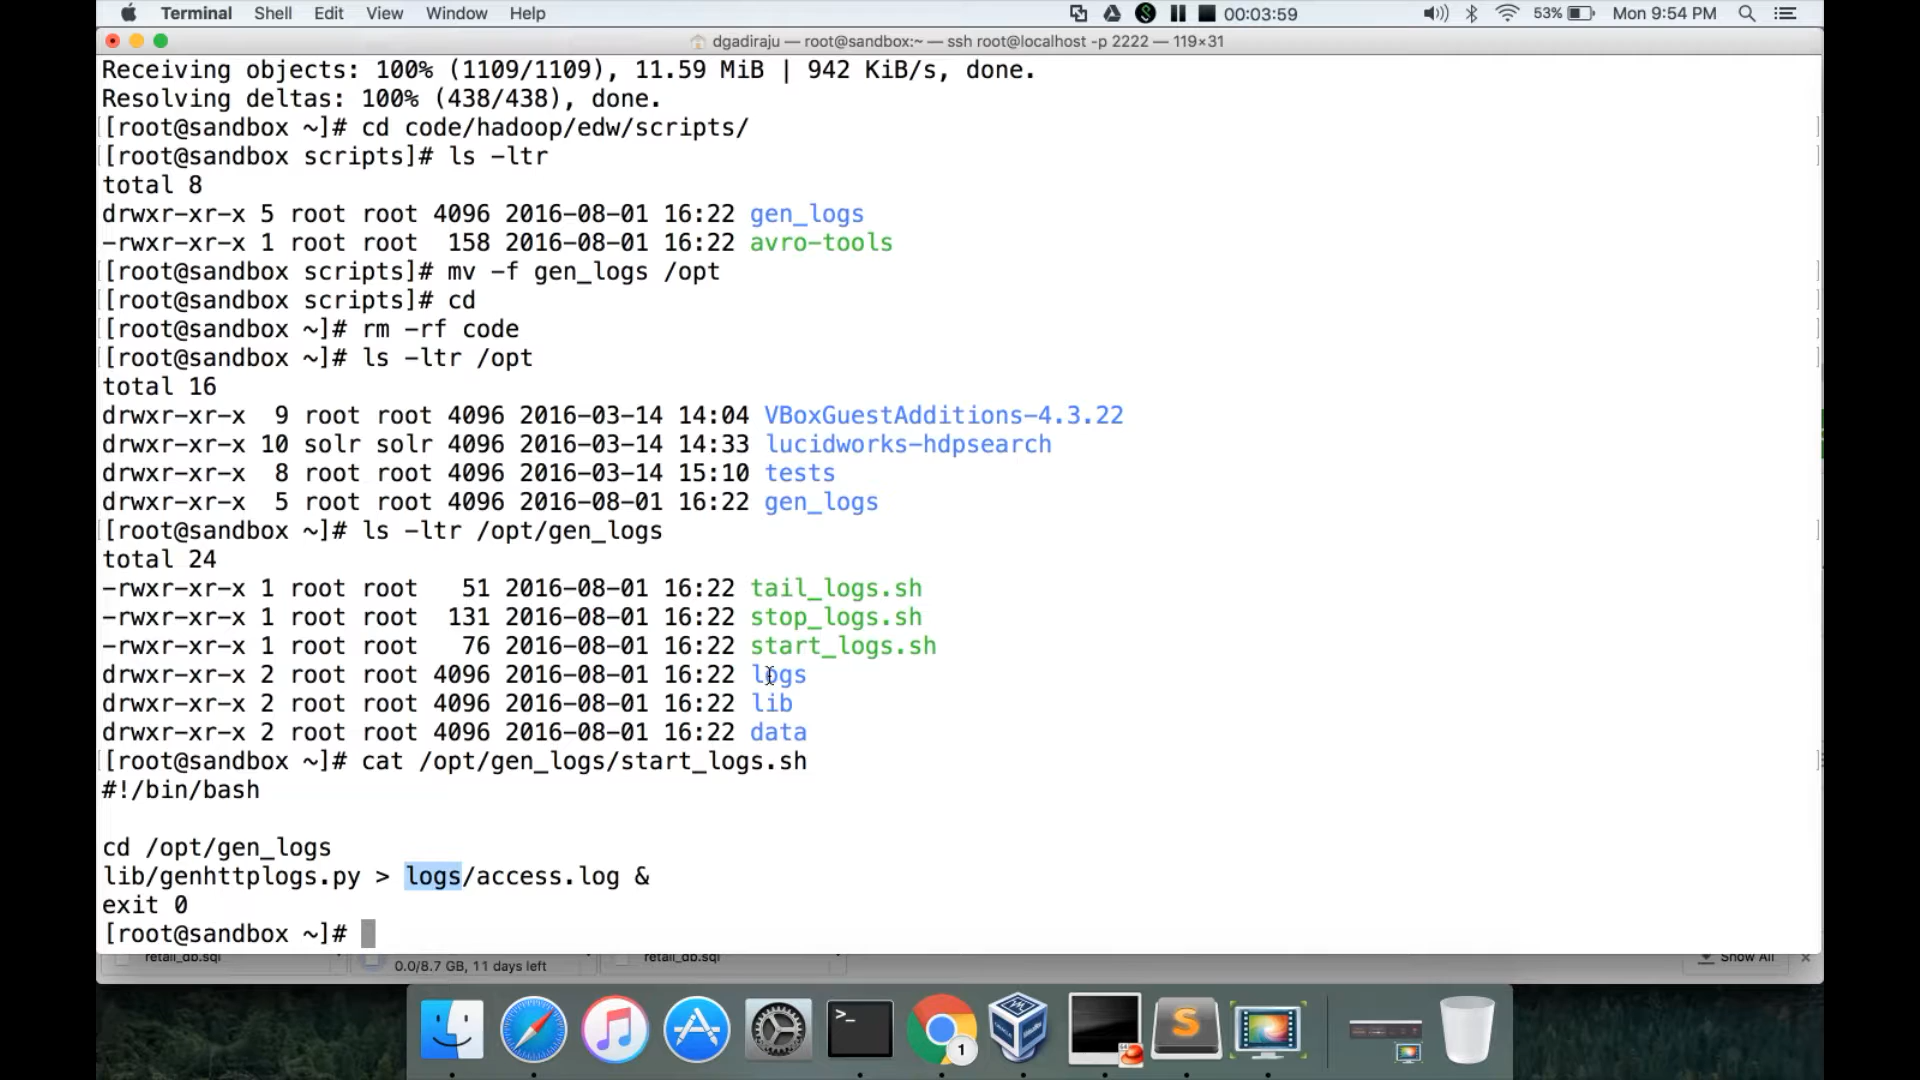 Terminal Shell Edit View Window Help 00:03:59 53% Mon 9:54 PM
dgadiraju — root@sandbox:~ — ssh root@localhost -p 2222 — 119×31
Receiving objects: 100% (1109/1109), 11.59 MiB | 942 KiB/s, done.
Resolving deltas: 100% (438/438), done.
[root@sandbox ~]# cd code/hadoop/edw/scripts/
[root@sandbox scripts]# ls -ltr
total 8
drwxr-xr-x 5 root root 4096 2016-08-01 16:22 gen_logs
-rwxr-xr-x 1 root root  158 2016-08-01 16:22 avro-tools
[root@sandbox scripts]# mv -f gen_logs /opt
[root@sandbox scripts]# cd
[root@sandbox ~]# rm -rf code
[root@sandbox ~]# ls -ltr /opt
total 16
drwxr-xr-x  9 root root 4096 2016-03-14 14:04 VBoxGuestAdditions-4.3.22
drwxr-xr-x 10 solr solr 4096 2016-03-14 14:33 lucidworks-hdpsearch
drwxr-xr-x  8 root root 4096 2016-03-14 15:10 tests
drwxr-xr-x  5 root root 4096 2016-08-01 16:22 gen_logs
[root@sandbox ~]# ls -ltr /opt/gen_logs
total 24
-rwxr-xr-x 1 root root   51 2016-08-01 16:22 tail_logs.sh
-rwxr-xr-x 1 root root  131 2016-08-01 16:22 stop_logs.sh
-rwxr-xr-x 1 root root   76 2016-08-01 16:22 start_logs.sh
drwxr-xr-x 2 root root 4096 2016-08-01 16:22 logs
drwxr-xr-x 2 root root 4096 2016-08-01 16:22 lib
drwxr-xr-x 2 root root 4096 2016-08-01 16:22 data
[root@sandbox ~]# cat /opt/gen_logs/start_logs.sh
#!/bin/bash
cd /opt/gen_logs
lib/genhttplogs.py > logs/access.log &
exit 0
[root@sandbox ~]#
retail_db.sql 0.0/8.7 GB, 11 days left retail_db.sql Show All
1